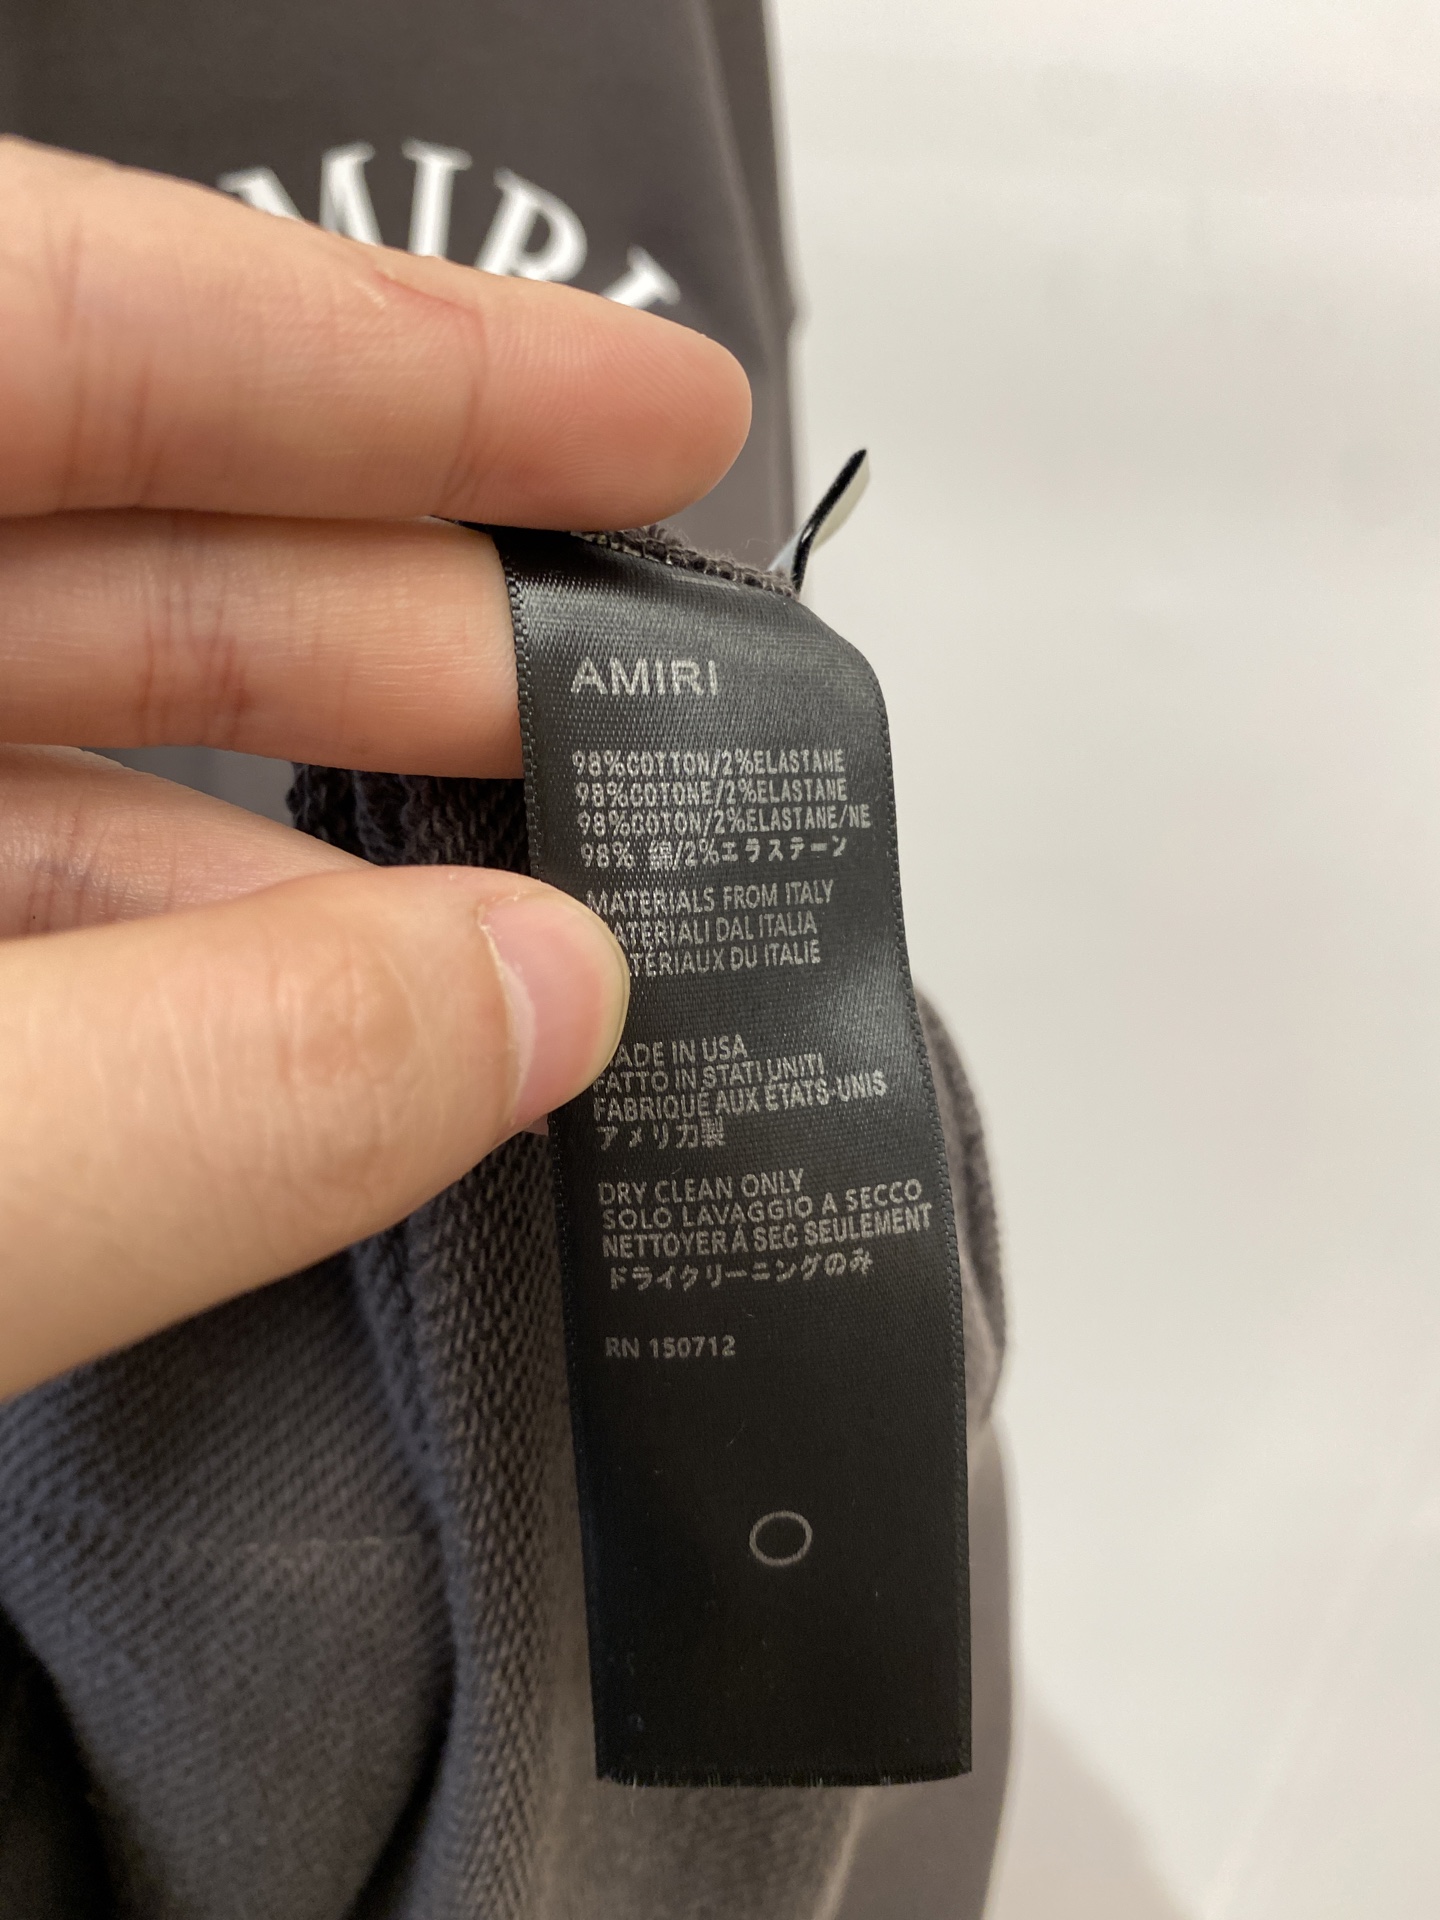 MIRI
AMIRI
98%COTTON/2%ELASTANE
98%COTONE/2%ELASTANE
98%COTON/2%ELASTANE/NE
98% 綿/2%エラステーン
MATERIALS FROM ITALY
ATERIALI DAL ITALIA
TÉRIAUX DU ITALIE
ADE IN USA
FATTO IN STATI UNITI
FABRIQUÉ AUX ÉTATS-UNIS
アメリカ製
DRY CLEAN ONLY
SOLO LAVAGGIO A SECCO
NETTOYER À SEC SEULEMENT
ドライクリーニングのみ
RN 150712